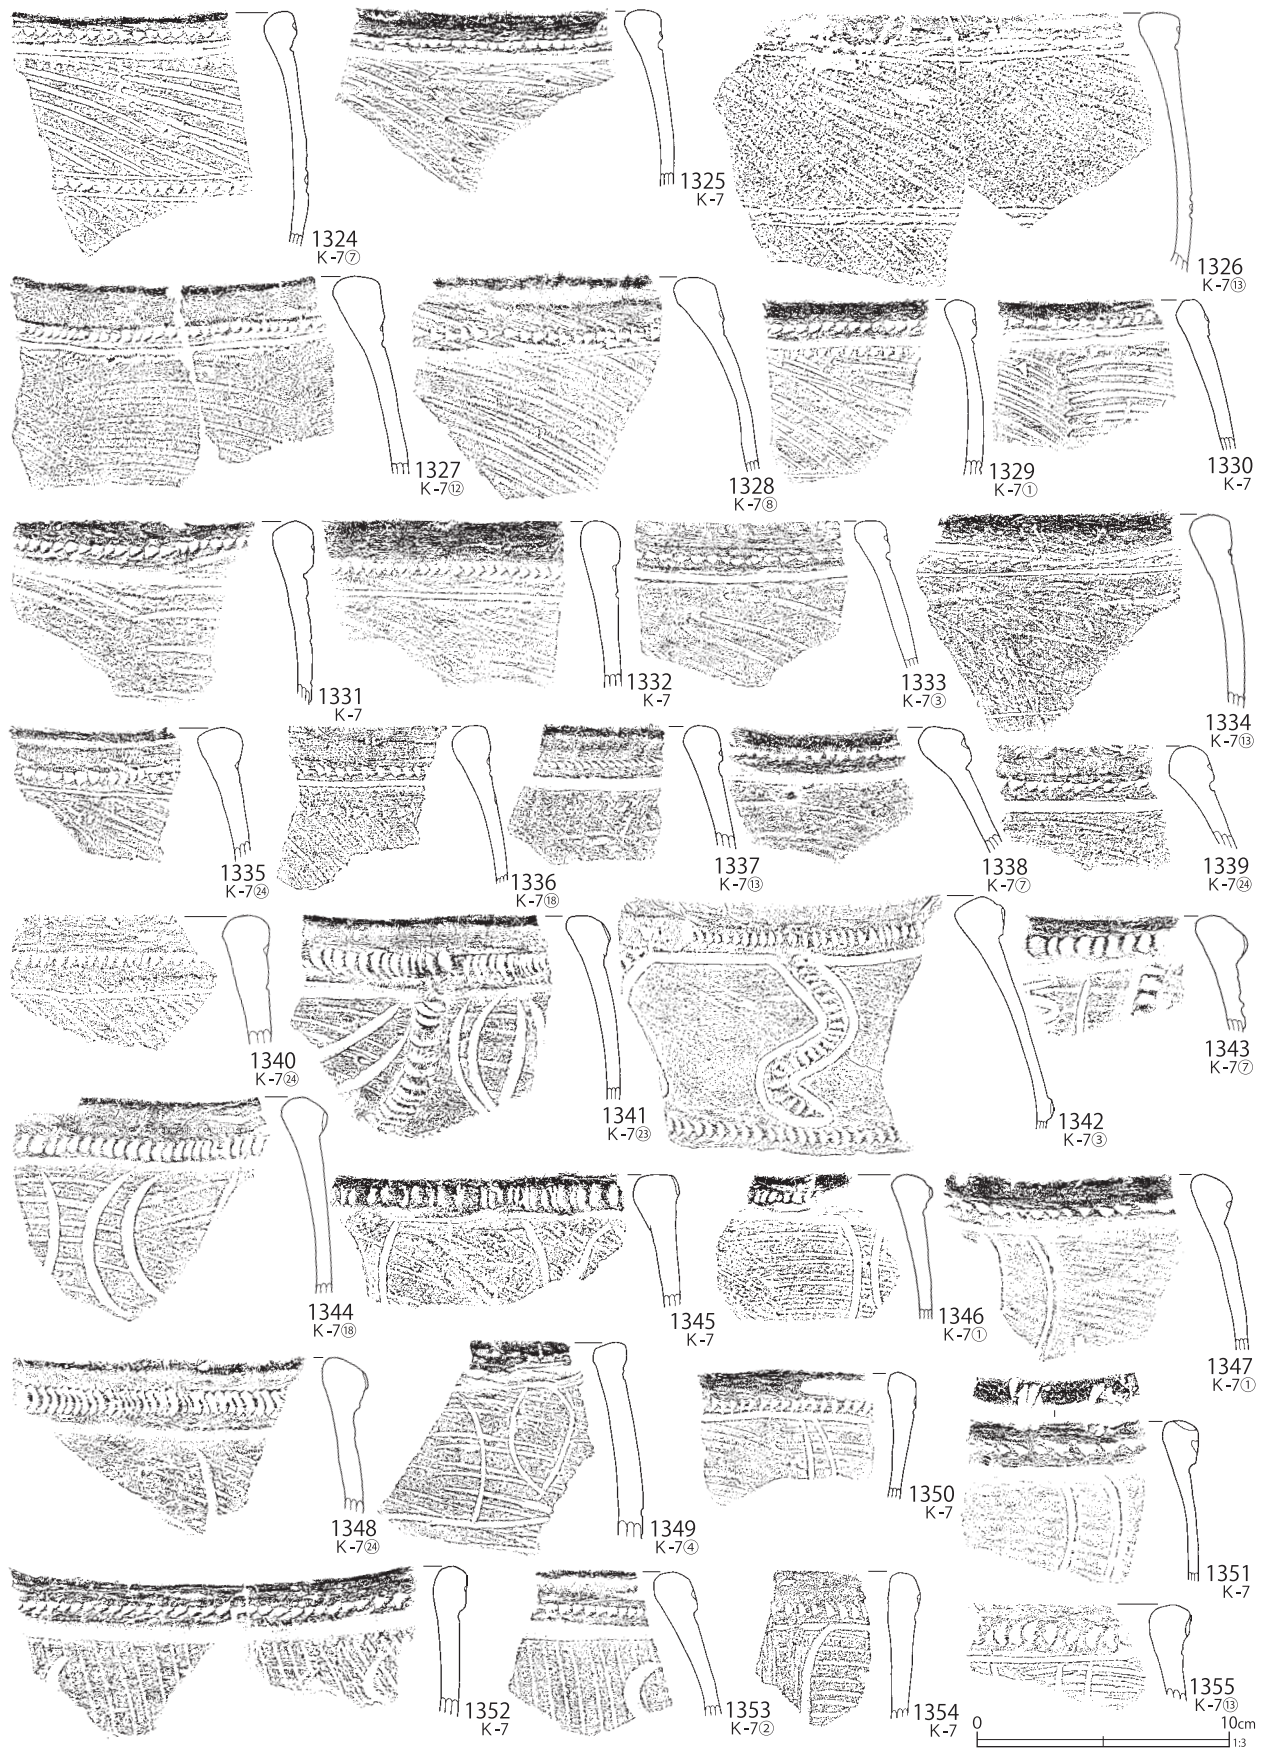 1324
K-7⑦
1325
K-7
1326
K-7⑬
1327
K-7⑫
1328
K-7⑧
1329
K-7①
1330
K-7
1331
K-7
1332
K-7
1333
K-7③
1334
K-7⑬
1335
K-7㉔
1336
K-7⑱
1337
K-7⑬
1338
K-7⑦
1339
K-7㉔
1340
K-7㉔
1341
K-7㉓
1342
K-7③
1343
K-7⑦
1344
K-7⑱
1345
K-7
1346
K-7①
1347
K-7①
1348
K-7㉔
1349
K-7④
1350
K-7
1351
K-7
1352
K-7
1353
K-7②
1354
K-7
1355
K-7⑬
0 10cm
1:3